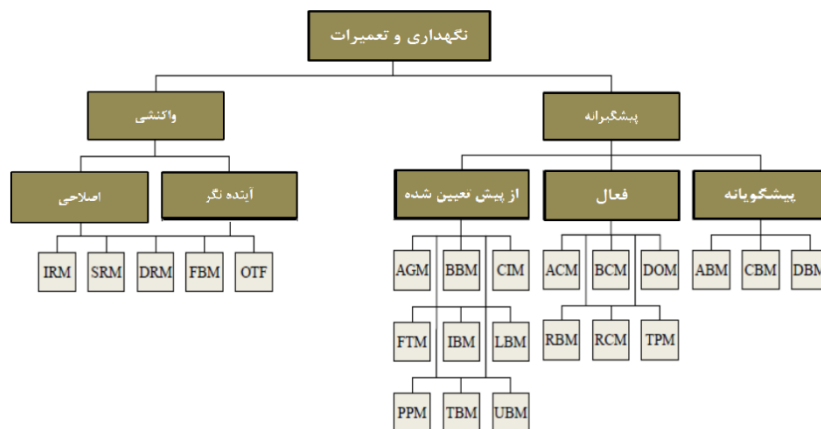 نگهداری و تعمیرات
واکنشی
پیشگیرانه
اصلاحی
آینده نگر
از پیش تعیین شده
فعال
پیشگویانه
IRM SRM DRM FBM OTF
AGM BBM CIM
ACM BCM DOM
ABM CBM DBM
FTM IBM LBM
RBM RCM TPM
PPM TBM UBM